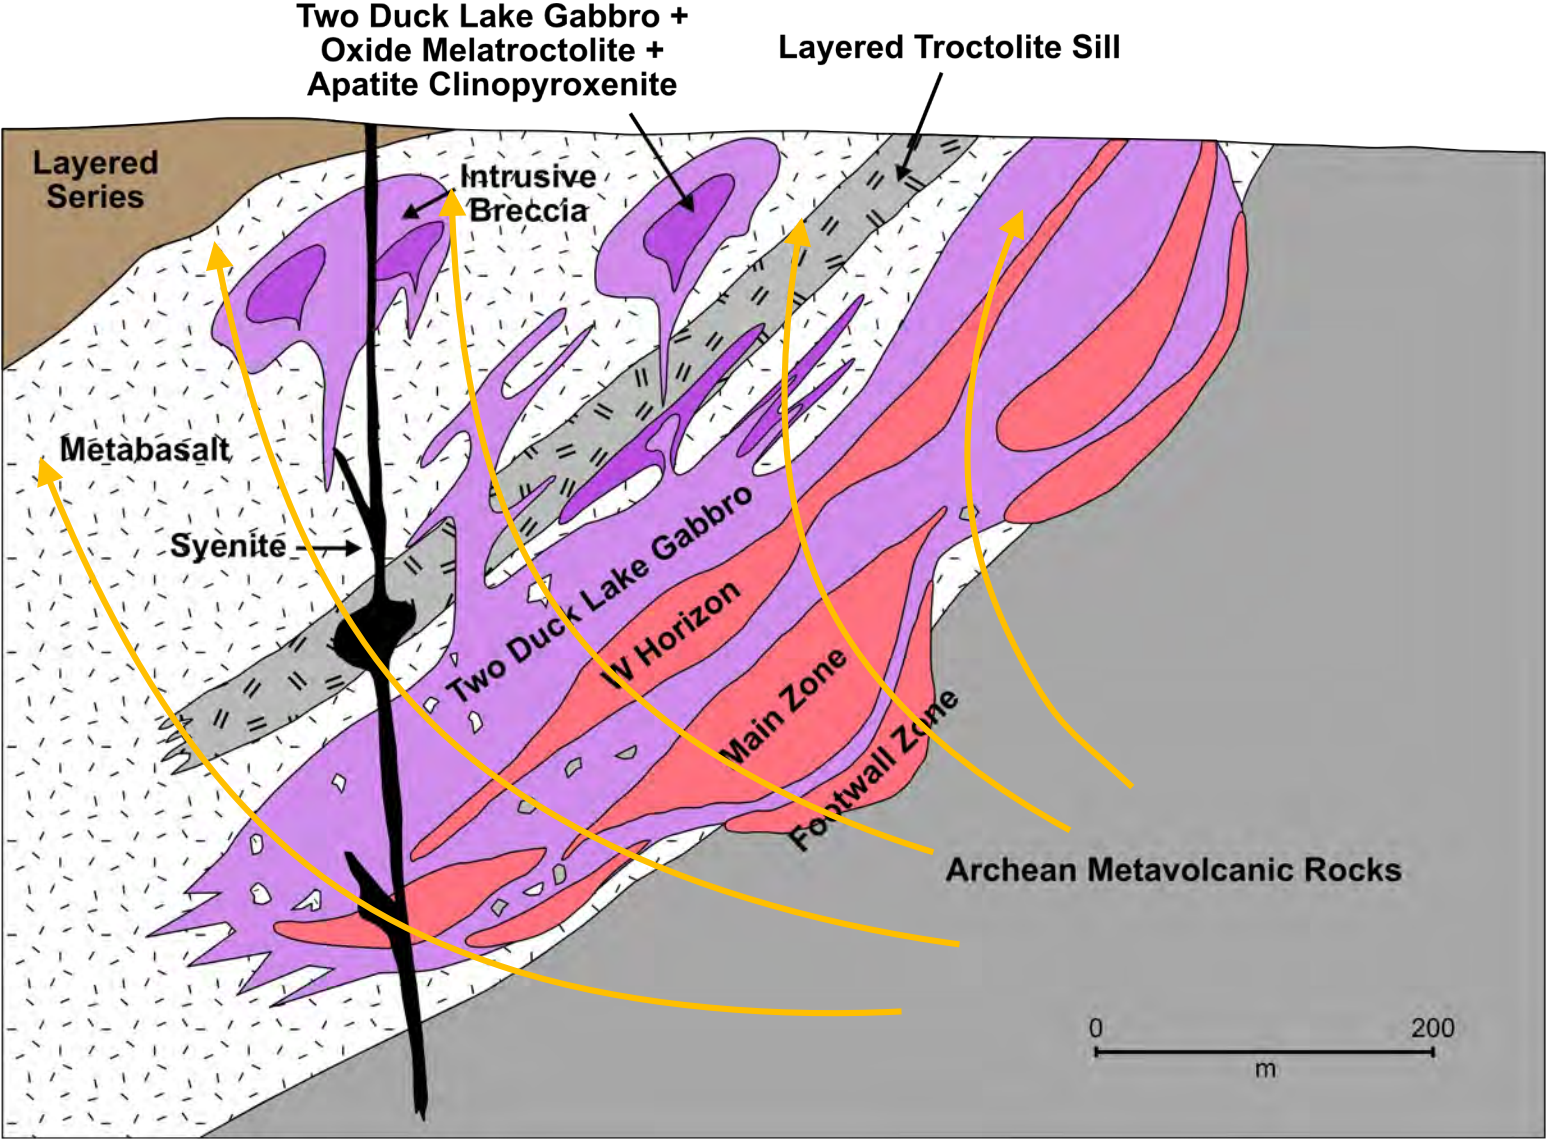 Two Duck Lake Gabbro +
Oxide Melatroctolite +
Apatite Clinopyroxenite
Layered Troctolite Sill
Layered
Series
Intrusive
Breccia
Metabasalt
Syenite
Two Duck Lake Gabbro
W Horizon
Main Zone
Footwall Zone
Archean Metavolcanic Rocks
0 200
m